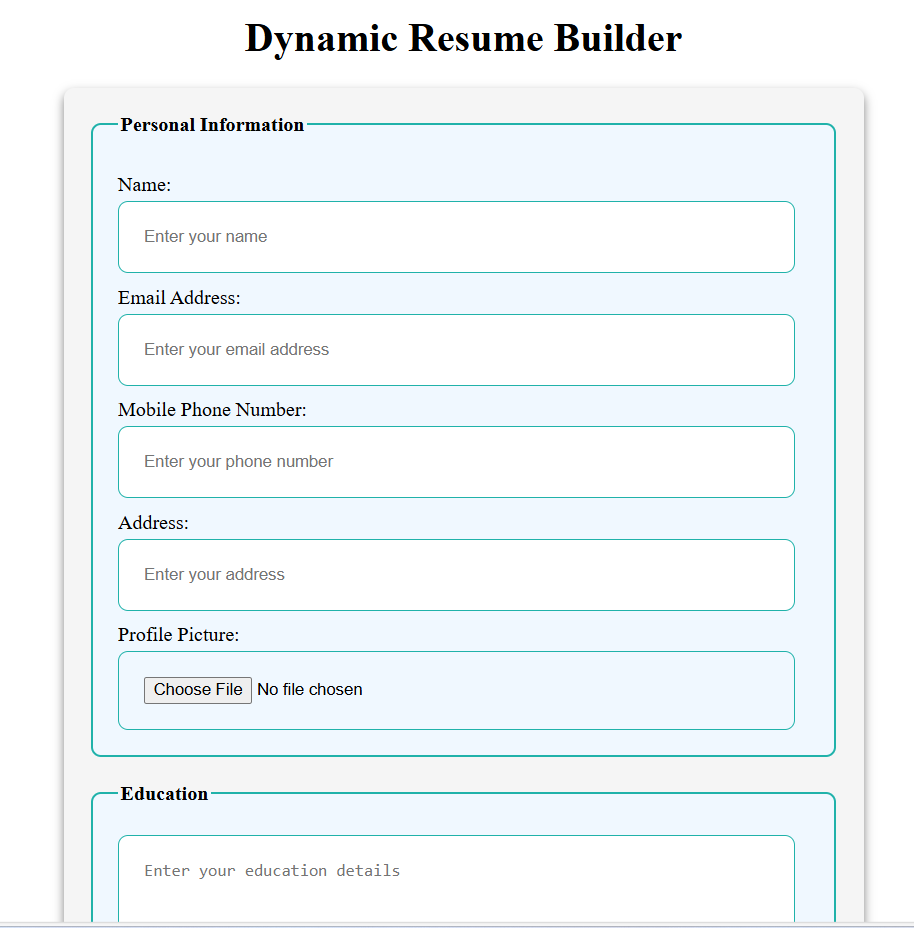 Dynamic Resume Builder
Personal Information
Name:
Enter your name
Email Address:
Enter your email address
Mobile Phone Number:
Enter your phone number
Address:
Enter your address
Profile Picture:
Choose File No file chosen
Education
Enter your education details